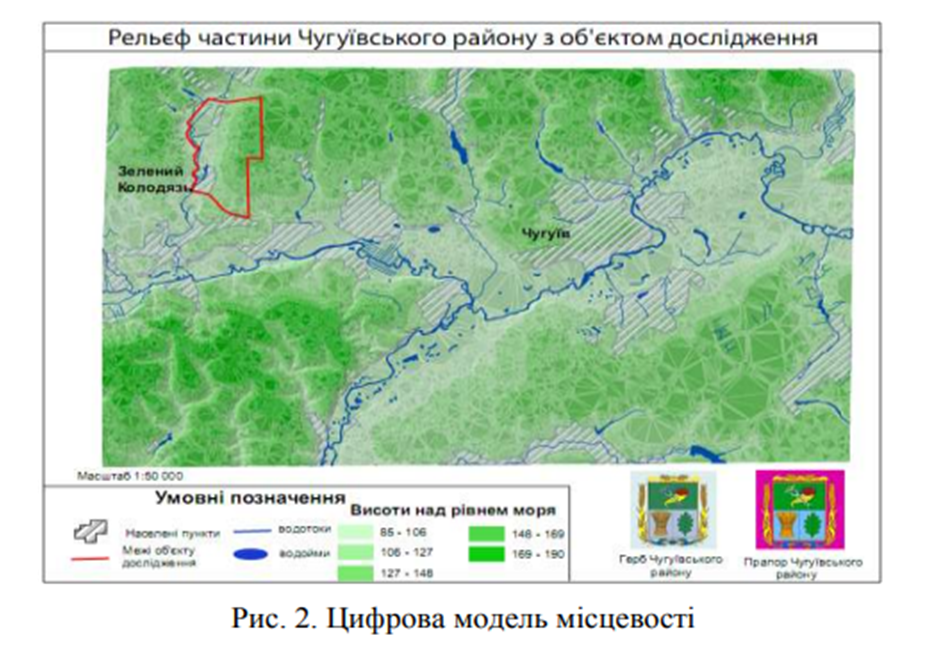 Рельєф частини Чугуївського району з об'єктом дослідження
Зелений
Колодязь
Чугуїв
Масштаб 1:50 000
Умовні позначення
Населені пункти
Межі об'єкту
дослідження
водотоки
водойми
Висоти над рівнем моря
85 - 106
106 - 127
127 - 148
148 - 169
169 - 190
Герб Чугуївського
району
Прапор Чугуївського
району
Рис. 2. Цифрова модель місцевості